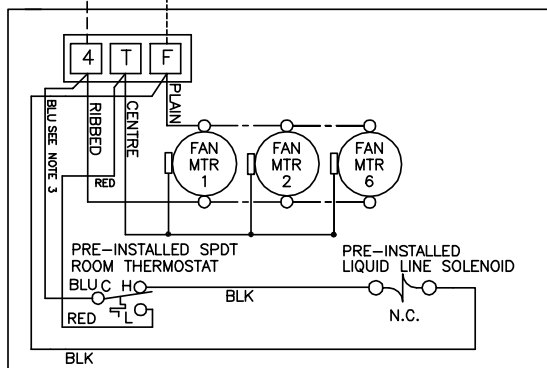 4 T F
BLU SEE NOTE 3
RIBBED
CENTRE
PLAIN
RED
FAN MTR 1
FAN MTR 2
FAN MTR 6
PRE-INSTALLED SPDT
ROOM THERMOSTAT
PRE-INSTALLED
LIQUID LINE SOLENOID
BLU C H
BLK
N.C.
RED L
BLK